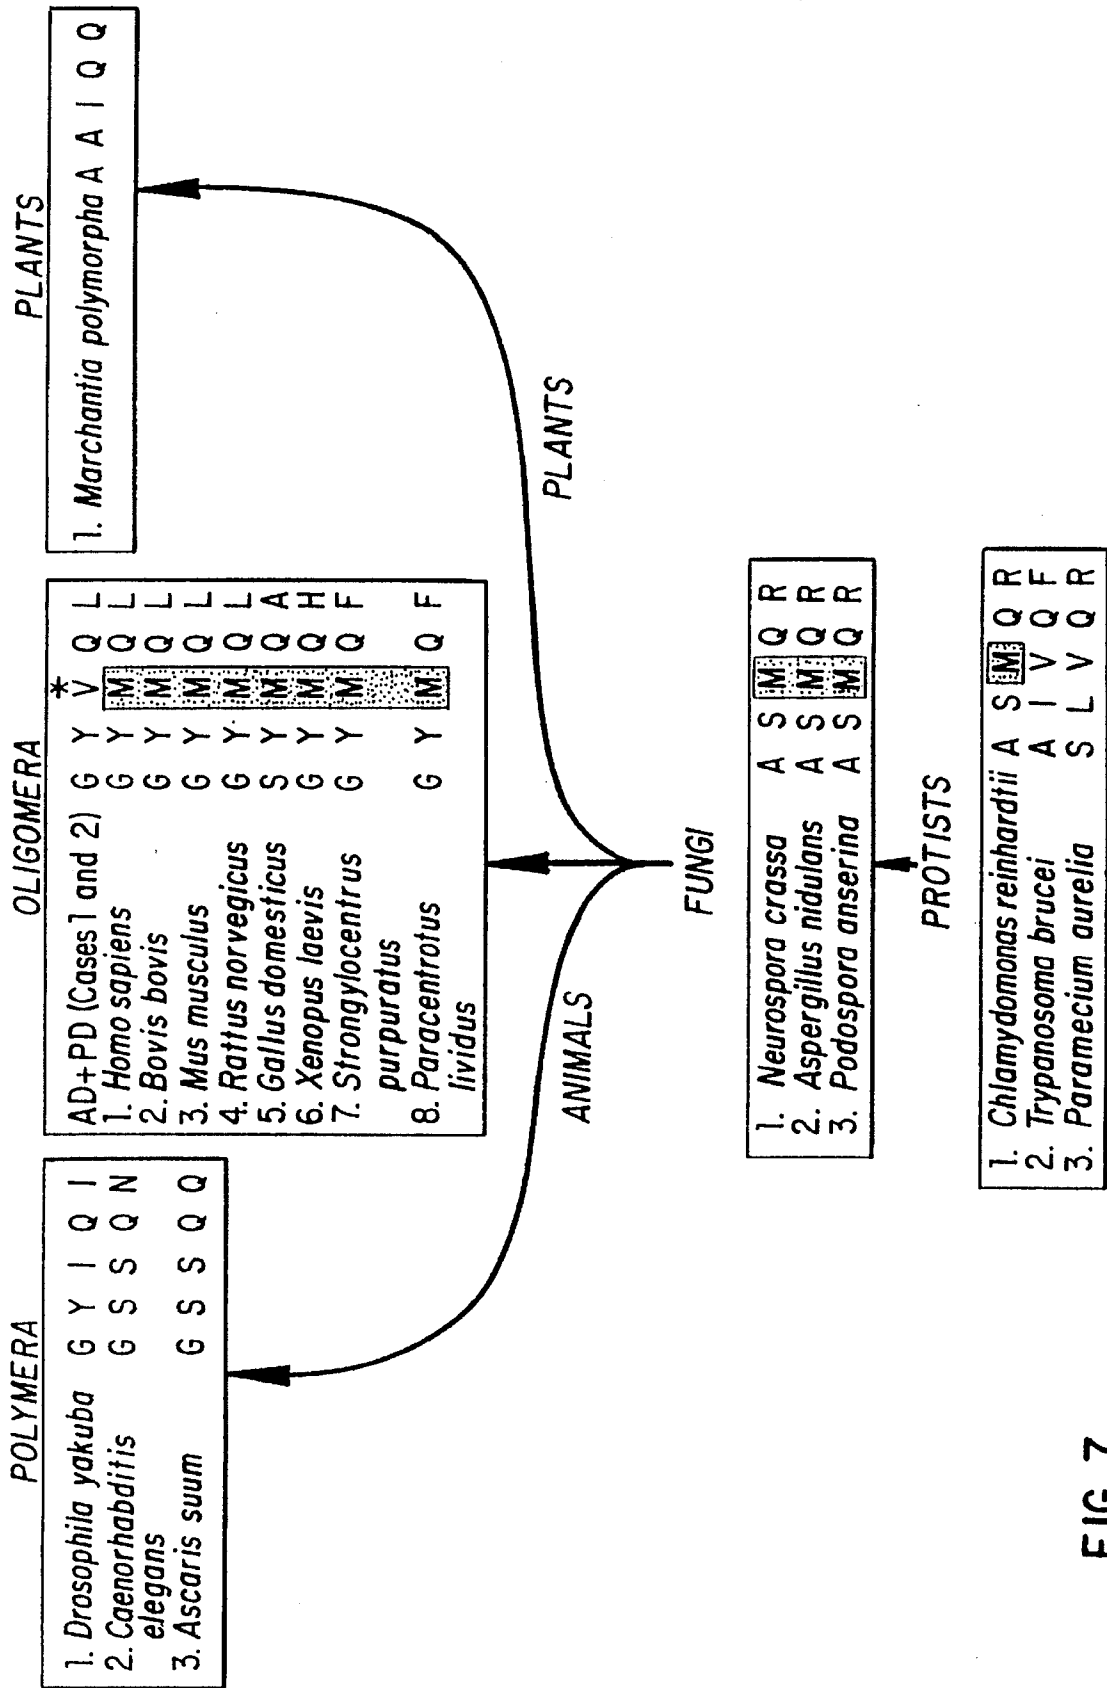 POLYMERA
1. Drosophila yakuba G Y I Q I
2. Caenorhabditis G S S Q N
elegans
3. Ascaris suum G S S Q Q
OLIGOMERA
*
AD+PD (Cases 1 and 2) G Y V Q L
1. Homo sapiens G Y M Q L
2. Bovis bovis G Y M Q L
3. Mus musculus G Y M Q L
4. Rattus norvegicus G Y M Q L
5. Gallus domesticus S Y M Q A
6. Xenopus laevis G Y M Q H
7. Strongylocentrus G Y M Q F
purpuratus
8. Paracentrotus G Y M Q F
lividus
PLANTS
1. Marchantia polymorpha A A I Q Q
ANIMALS
PLANTS
FUNGI
1. Neurospora crassa A S M Q R
2. Aspergillus nidulans A S M Q R
3. Podospora anserina A S M Q R
PROTISTS
1. Chlamydomonas reinhardtii A S M Q R
2. Trypanosoma brucei A I V Q F
3. Paramecium aurelia S L V Q R
FIG. 7